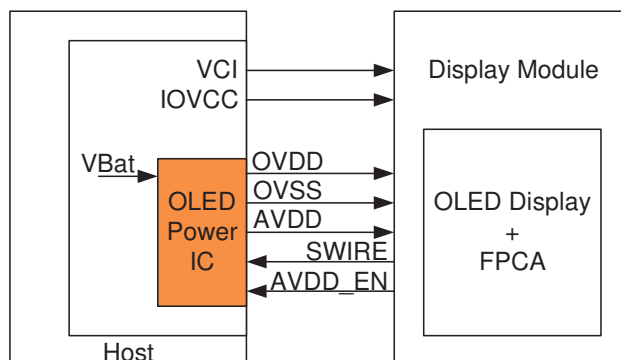 VCI
IOVCC
Display Module
VBat
OLED
Power
IC
OVDD
OVSS
AVDD
SWIRE
AVDD_EN
OLED Display
+
FPCA
Host